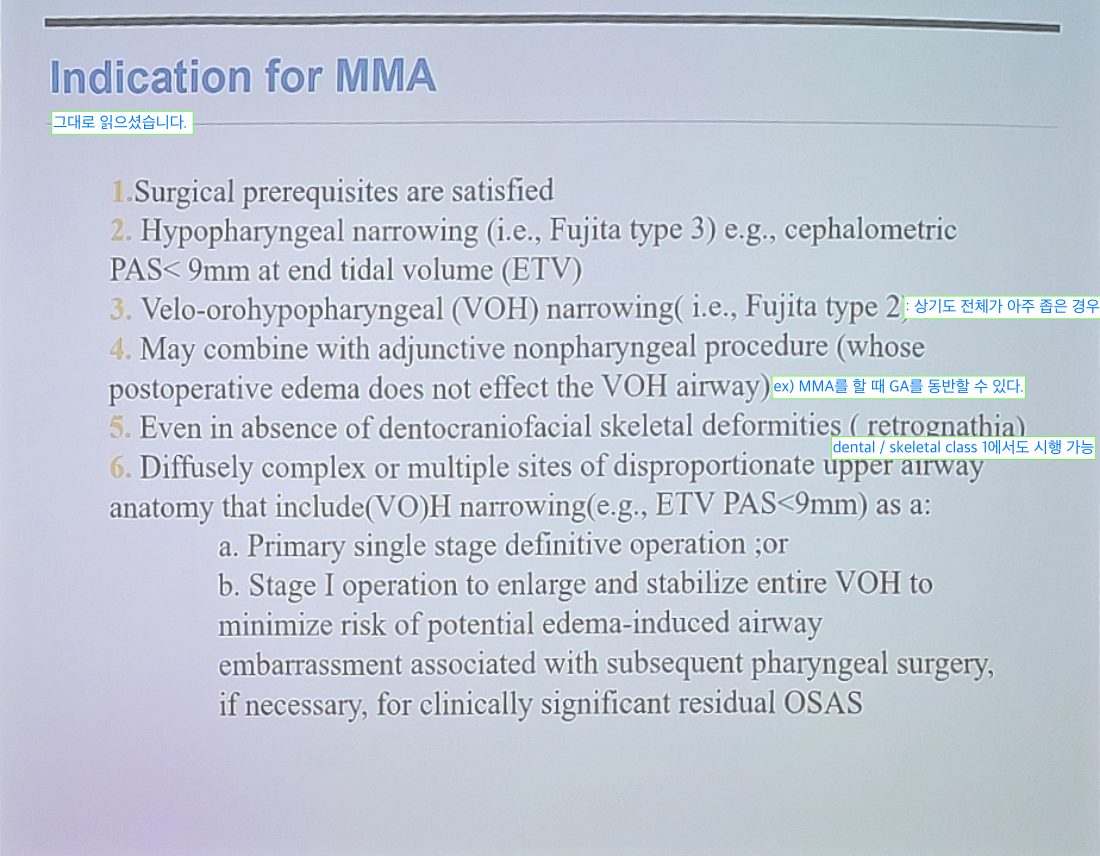 Indication for MMA
그대로 읽으셨습니다.
1.Surgical prerequisites are satisfied
2. Hypopharyngeal narrowing (i.e., Fujita type 3) e.g., cephalometric
PAS< 9mm at end tidal volume (ETV)
3. Velo-orohypopharyngeal (VOH) narrowing( i.e., Fujita type 2) : 상기도 전체가 아주 좁은 경우
4. May combine with adjunctive nonpharyngeal procedure (whose
postoperative edema does not effect the VOH airway) ex) MMA를 할 때 GA를 동반할 수 있다.
5. Even in absence of dentocraniofacial skeletal deformities ( retrognathia)
dental / skeletal class 1에서도 시행 가능
6. Diffusely complex or multiple sites of disproportionate upper airway
anatomy that include(VO)H narrowing(e.g., ETV PAS<9mm) as a:
a. Primary single stage definitive operation ;or
b. Stage I operation to enlarge and stabilize entire VOH to
minimize risk of potential edema-induced airway
embarrassment associated with subsequent pharyngeal surgery,
if necessary, for clinically significant residual OSAS